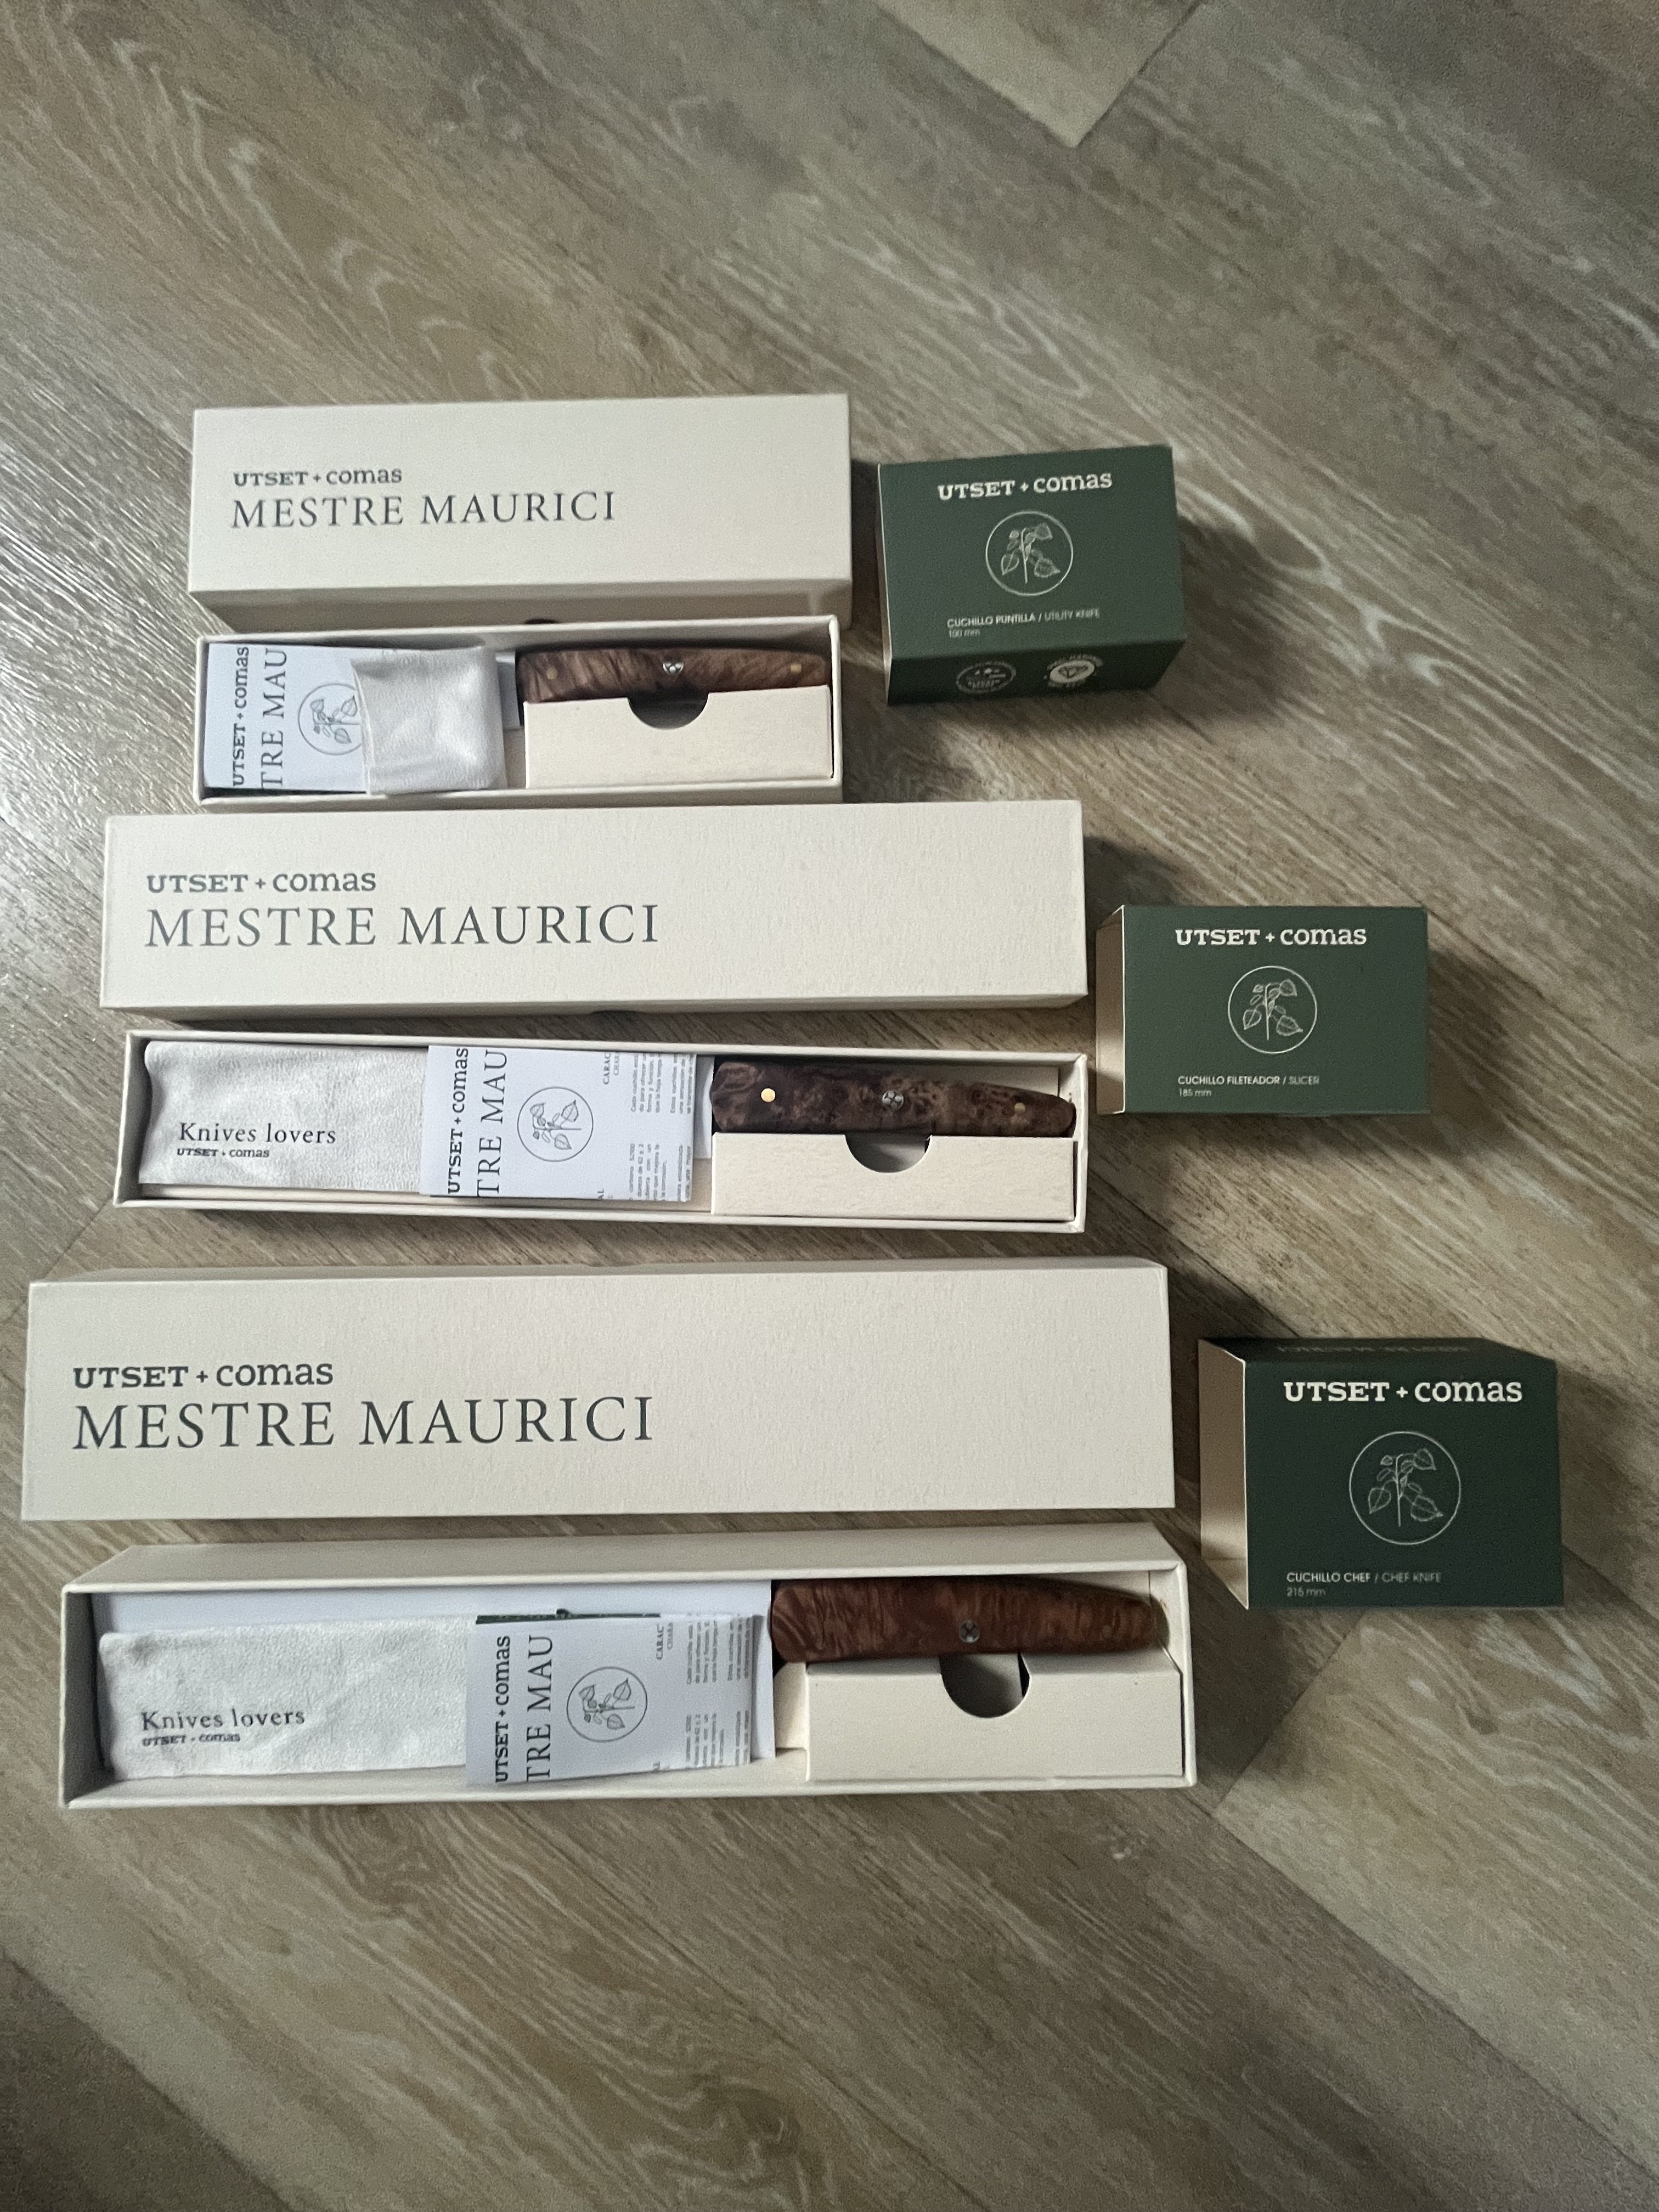 UTSET + comas
MESTRE MAURICI
UTSET + comas
CUCHILLO PUNTILLA / UTILITY KNIFE
100 mm
UTSET + comas
TRE MAU
UTSET + comas
MESTRE MAURICI
UTSET + comas
CUCHILLO FILETEADOR / SLICER
185 mm
Knives lovers
UTSET + comas
UTSET + comas
TRE MAU
CARAC
UTSET + comas
MESTRE MAURICI
UTSET + comas
CUCHILLO CHEF / CHEF KNIFE
215 mm
Knives lovers
UTSET + comas
UTSET + comas
TRE MAU
CARAC